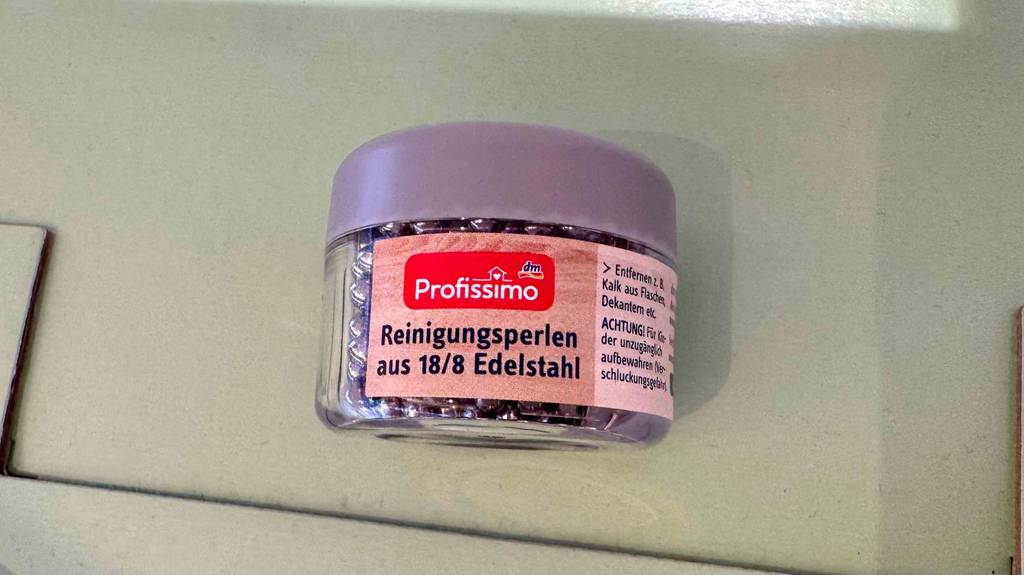 dm
Profissimo
Reinigungsperlen
aus 18/8 Edelstahl
> Entfernen z. B.
Kalk aus Flaschen,
Dekantern etc.
ACHTUNG! Für Kin-
der unzugänglich
aufbewahren (Ver-
schluckungsgefahr).